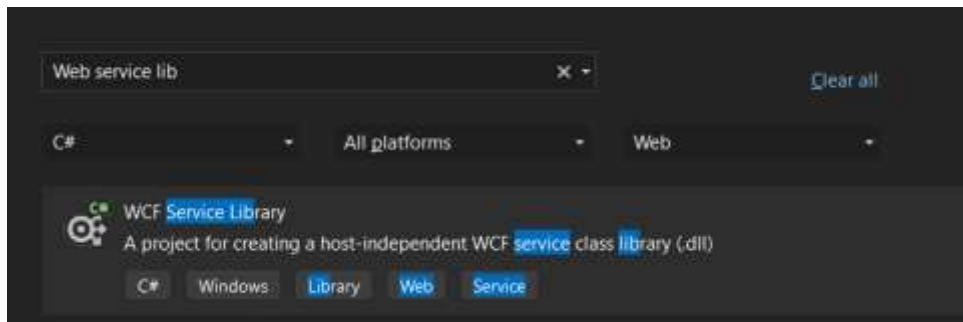 Web service lib
Clear all
C#
All platforms
Web
C#
WCF Service Library
A project for creating a host-independent WCF service class library (.dll)
C# Windows Library Web Service